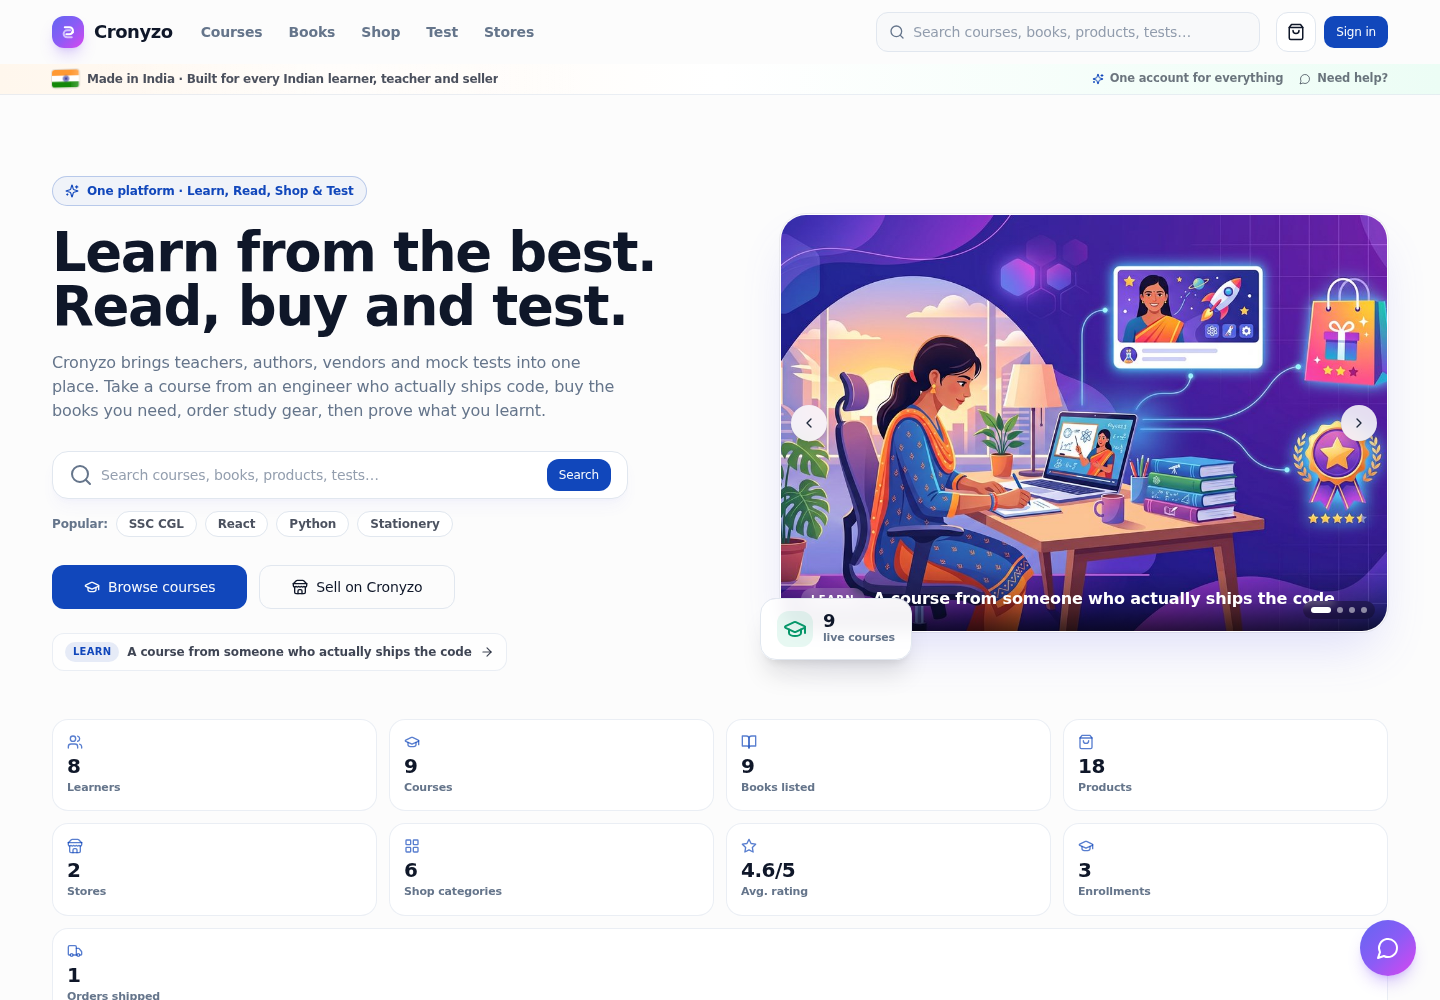 Cronyzo
Courses
Books
Shop
Test
Stores
Search courses, books, products, tests...
Sign in
Made in India · Built for every Indian learner, teacher and seller
One account for everything
Need help?
One platform · Learn, Read, Shop & Test
Learn from the best.
Read, buy and test.
Cronyzo brings teachers, authors, vendors and mock tests into one
place. Take a course from an engineer who actually ships code, buy the
books you need, order study gear, then prove what you learnt.
Search courses, books, products, tests...
Search
Popular:
SSC CGL
React
Python
Stationery
Browse courses
Sell on Cronyzo
LEARN
A course from someone who actually ships the code
LEARN
A course from someone who actually ships the code
9
live courses
8
Learners
9
Courses
9
Books listed
18
Products
2
Stores
6
Shop categories
4.6/5
Avg. rating
3
Enrollments
1
Orders shipped